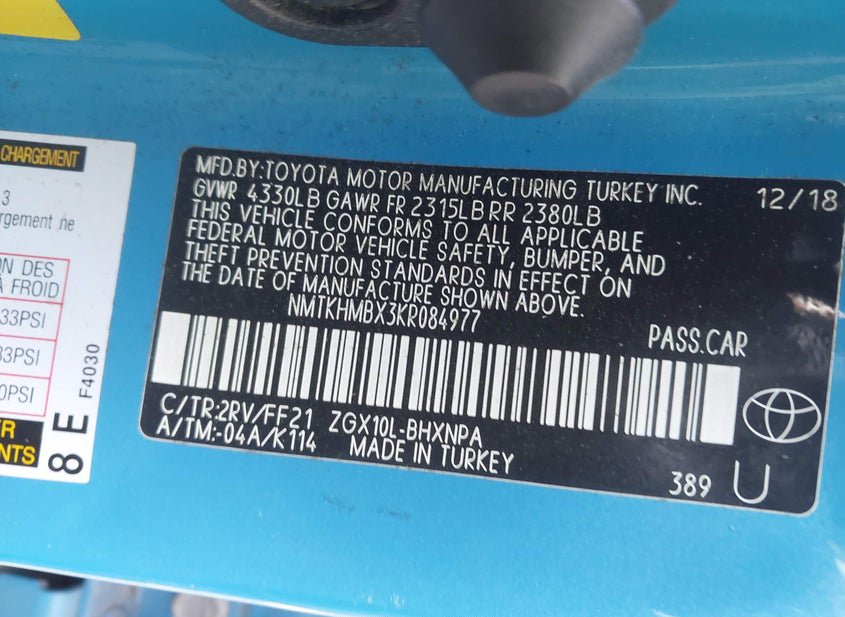 CHARGEMENT
3
rgement ne
ON DES
À FROID
33PSI
33PSI
0PSI
F4030
8 E
ER
NTS
MFD.BY:TOYOTA MOTOR MANUFACTURING TURKEY INC. 12/18
GVWR 4330LB GAWR FR 2315LB RR 2380LB
THIS VEHICLE CONFORMS TO ALL APPLICABLE
FEDERAL MOTOR VEHICLE SAFETY, BUMPER, AND
THEFT PREVENTION STANDARDS IN EFFECT ON
THE DATE OF MANUFACTURE SHOWN ABOVE.
NMTKHMBX3KR084977
PASS.CAR
C/TR:2RV/FF21 ZGX10L-BHXNPA
A/TM:-04A/K114 MADE IN TURKEY
389 U